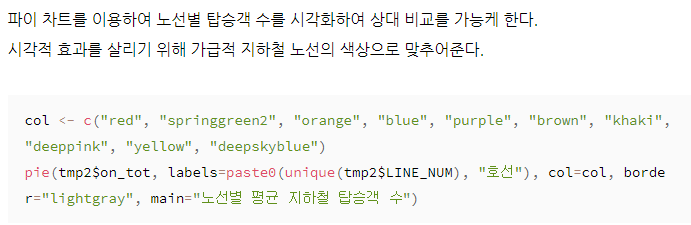 파이 차트를 이용하여 노선별 탑승객 수를 시각화하여 상대 비교를 가능케 한다.
시각적 효과를 살리기 위해 가급적 지하철 노선의 색상으로 맞추어준다.
col <- c("red", "springgreen2", "orange", "blue", "purple", "brown", "khaki",
"deeppink", "yellow", "deepskyblue")
pie(tmp2$on_tot, labels=paste0(unique(tmp2$LINE_NUM), "호선"), col=col, borde
r="lightgray", main="노선별 평균 지하철 탑승객 수")